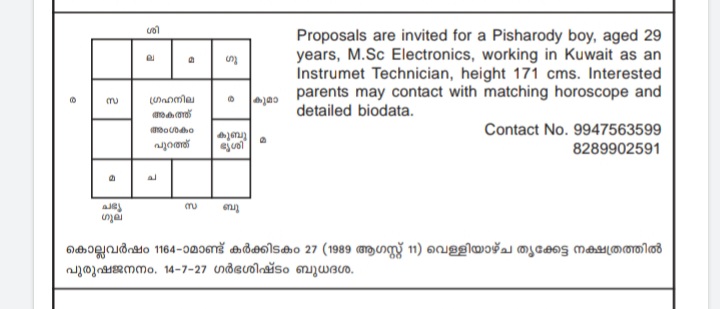 ശി
ല മ ഗു
ര സ ഗ്രഹനില ര കുമാ
അകത്ത്
അംശകം കുബു മ
പുറത്ത് ഭൃശി
മ ച
സ ബു
ഗുല
Proposals are invited for a Pisharody boy, aged 29
years, M.Sc Electronics, working in Kuwait as an
Instrumet Technician, height 171 cms. Interested
parents may contact with matching horoscope and
detailed biodata.
Contact No. 9947563599
8289902591
കൊല്ലവർഷം 1164-ാമാണ്ട് കർക്കിടകം 27 (1989 ആഗസ്റ്റ് 11) വെള്ളിയാഴ്ച തൃക്കേട്ട നക്ഷത്രത്തിൽ
പുരുഷജനനം. 14-7-27 ഗർഭശിഷ്ടം ബുധദശ.